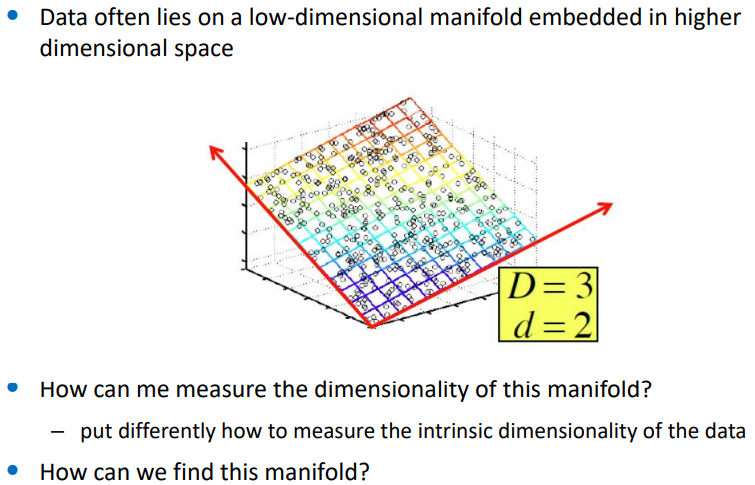 • Data often lies on a low-dimensional manifold embedded in higher
dimensional space
D = 3
d = 2
• How can me measure the dimensionality of this manifold?
– put differently how to measure the intrinsic dimensionality of the data
• How can we find this manifold?